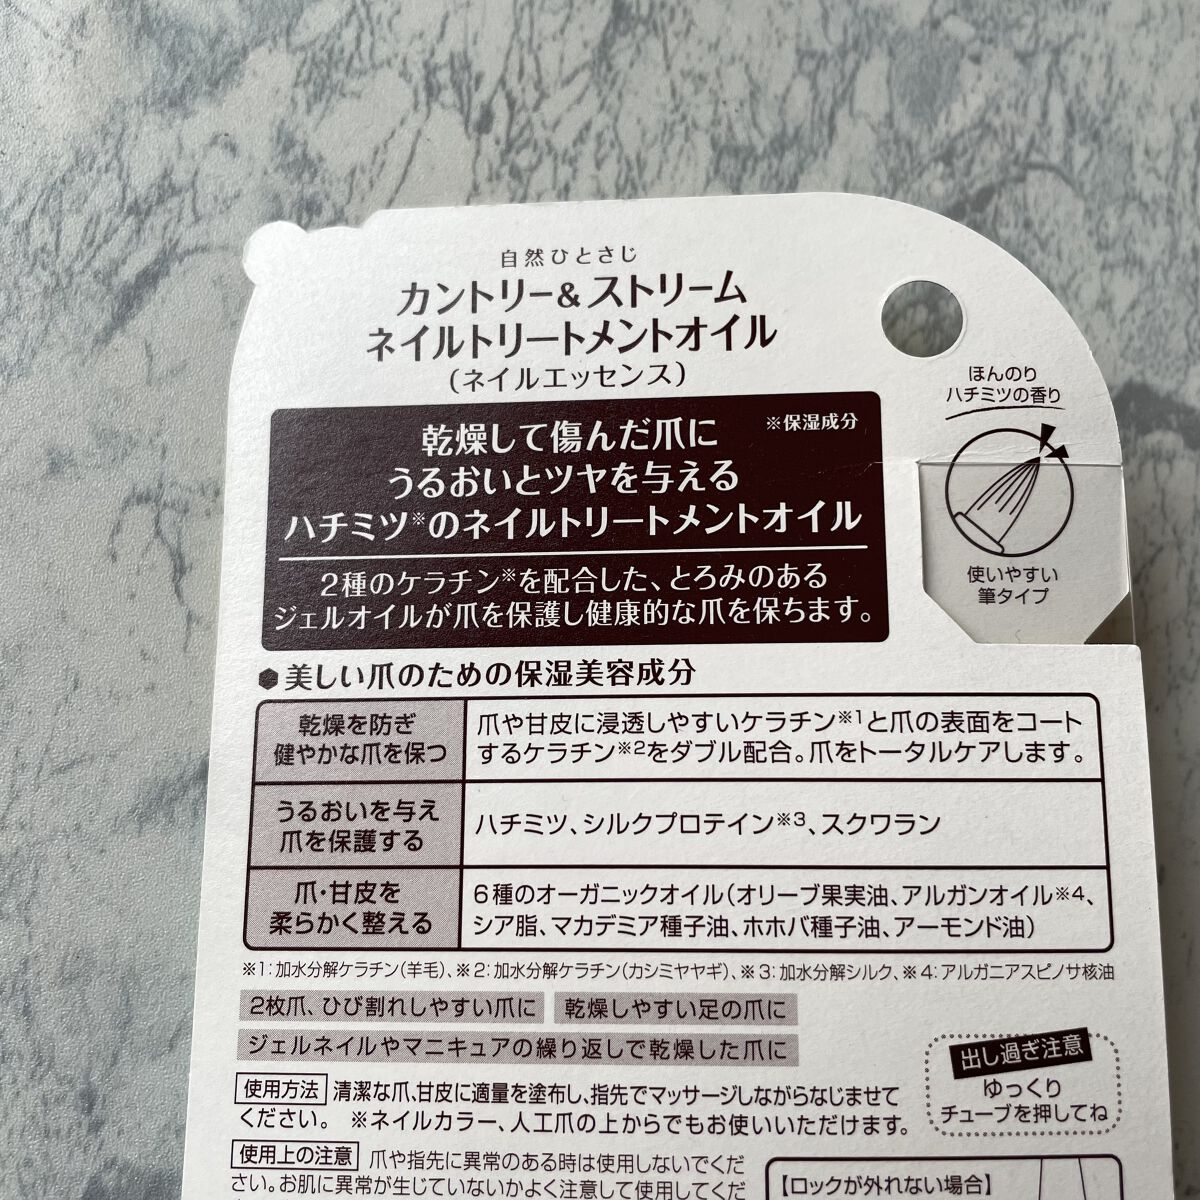 自然ひとさじ
カントリー&ストリーム
ネイルトリートメントオイル
(ネイルエッセンス)
ほんのり
ハチミツの香り
使いやすい
筆タイプ
※保湿成分
乾燥して傷んだ爪に
うるおいとツヤを与える
ハチミツ※のネイルトリートメントオイル
2種のケラチン※を配合した、とろみのある
ジェルオイルが爪を保護し健康的な爪を保ちます。
美しい爪のための保湿美容成分
乾燥を防ぎ
健やかな爪を保つ
爪や甘皮に浸透しやすいケラチン※1と爪の表面をコート
するケラチン※2をダブル配合。爪をトータルケアします。
うるおいを与え
爪を保護する
ハチミツ、シルクプロテイン※3、スクワラン
爪・甘皮を
柔らかく整える
6種のオーガニックオイル(オリーブ果実油、アルガンオイル※4、
シア脂、マカデミア種子油、ホホバ種子油、アーモンド油)
※1:加水分解ケラチン(羊毛)、※2:加水分解ケラチン(カシミヤヤギ)、※3:加水分解シルク、※4:アルガニアスピノサ核油
2枚爪、ひび割れしやすい爪に 乾燥しやすい足の爪に
ジェルネイルやマニキュアの繰り返しで乾燥した爪に
使用方法 清潔な爪、甘皮に適量を塗布し、指先でマッサージしながらなじませて
ください。 ※ネイルカラー、人工爪の上からでもお使いいただけます。
出し過ぎ注意
ゆっくり
チューブを押してね
使用上の注意 爪や指先に異常のある時は使用しないでくだ
さい。お肌に異常が生じていないかよく注意して使用してくだ
【ロックが外れない場合】